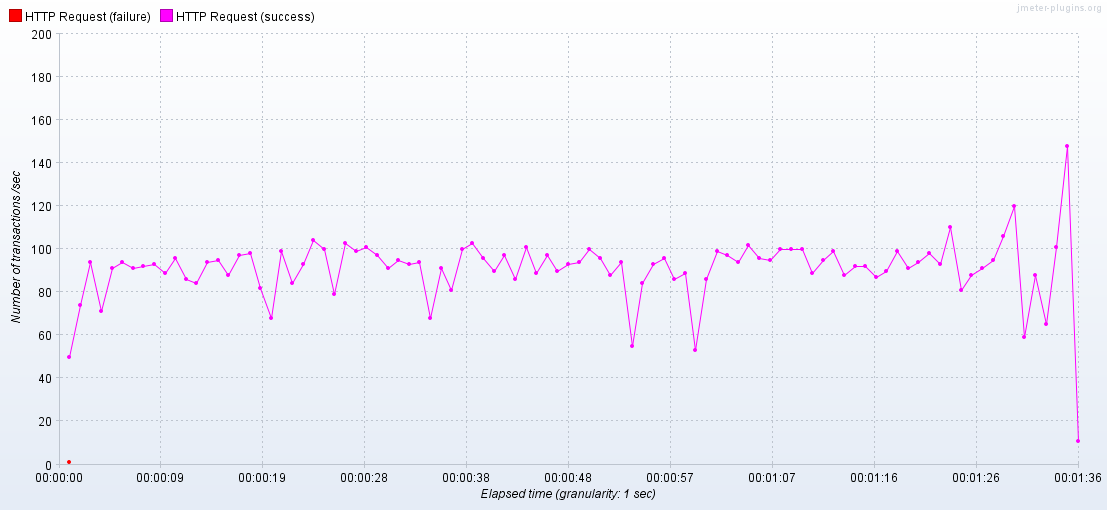 HTTP Request (failure) HTTP Request (success)
jmeter-plugins.org
200
180
160
140
120
100
80
60
40
20
0
Number of transactions /sec
00:00:00 00:00:09 00:00:19 00:00:28 00:00:38 00:00:48 00:00:57 00:01:07 00:01:16 00:01:26 00:01:36
Elapsed time (granularity: 1 sec)